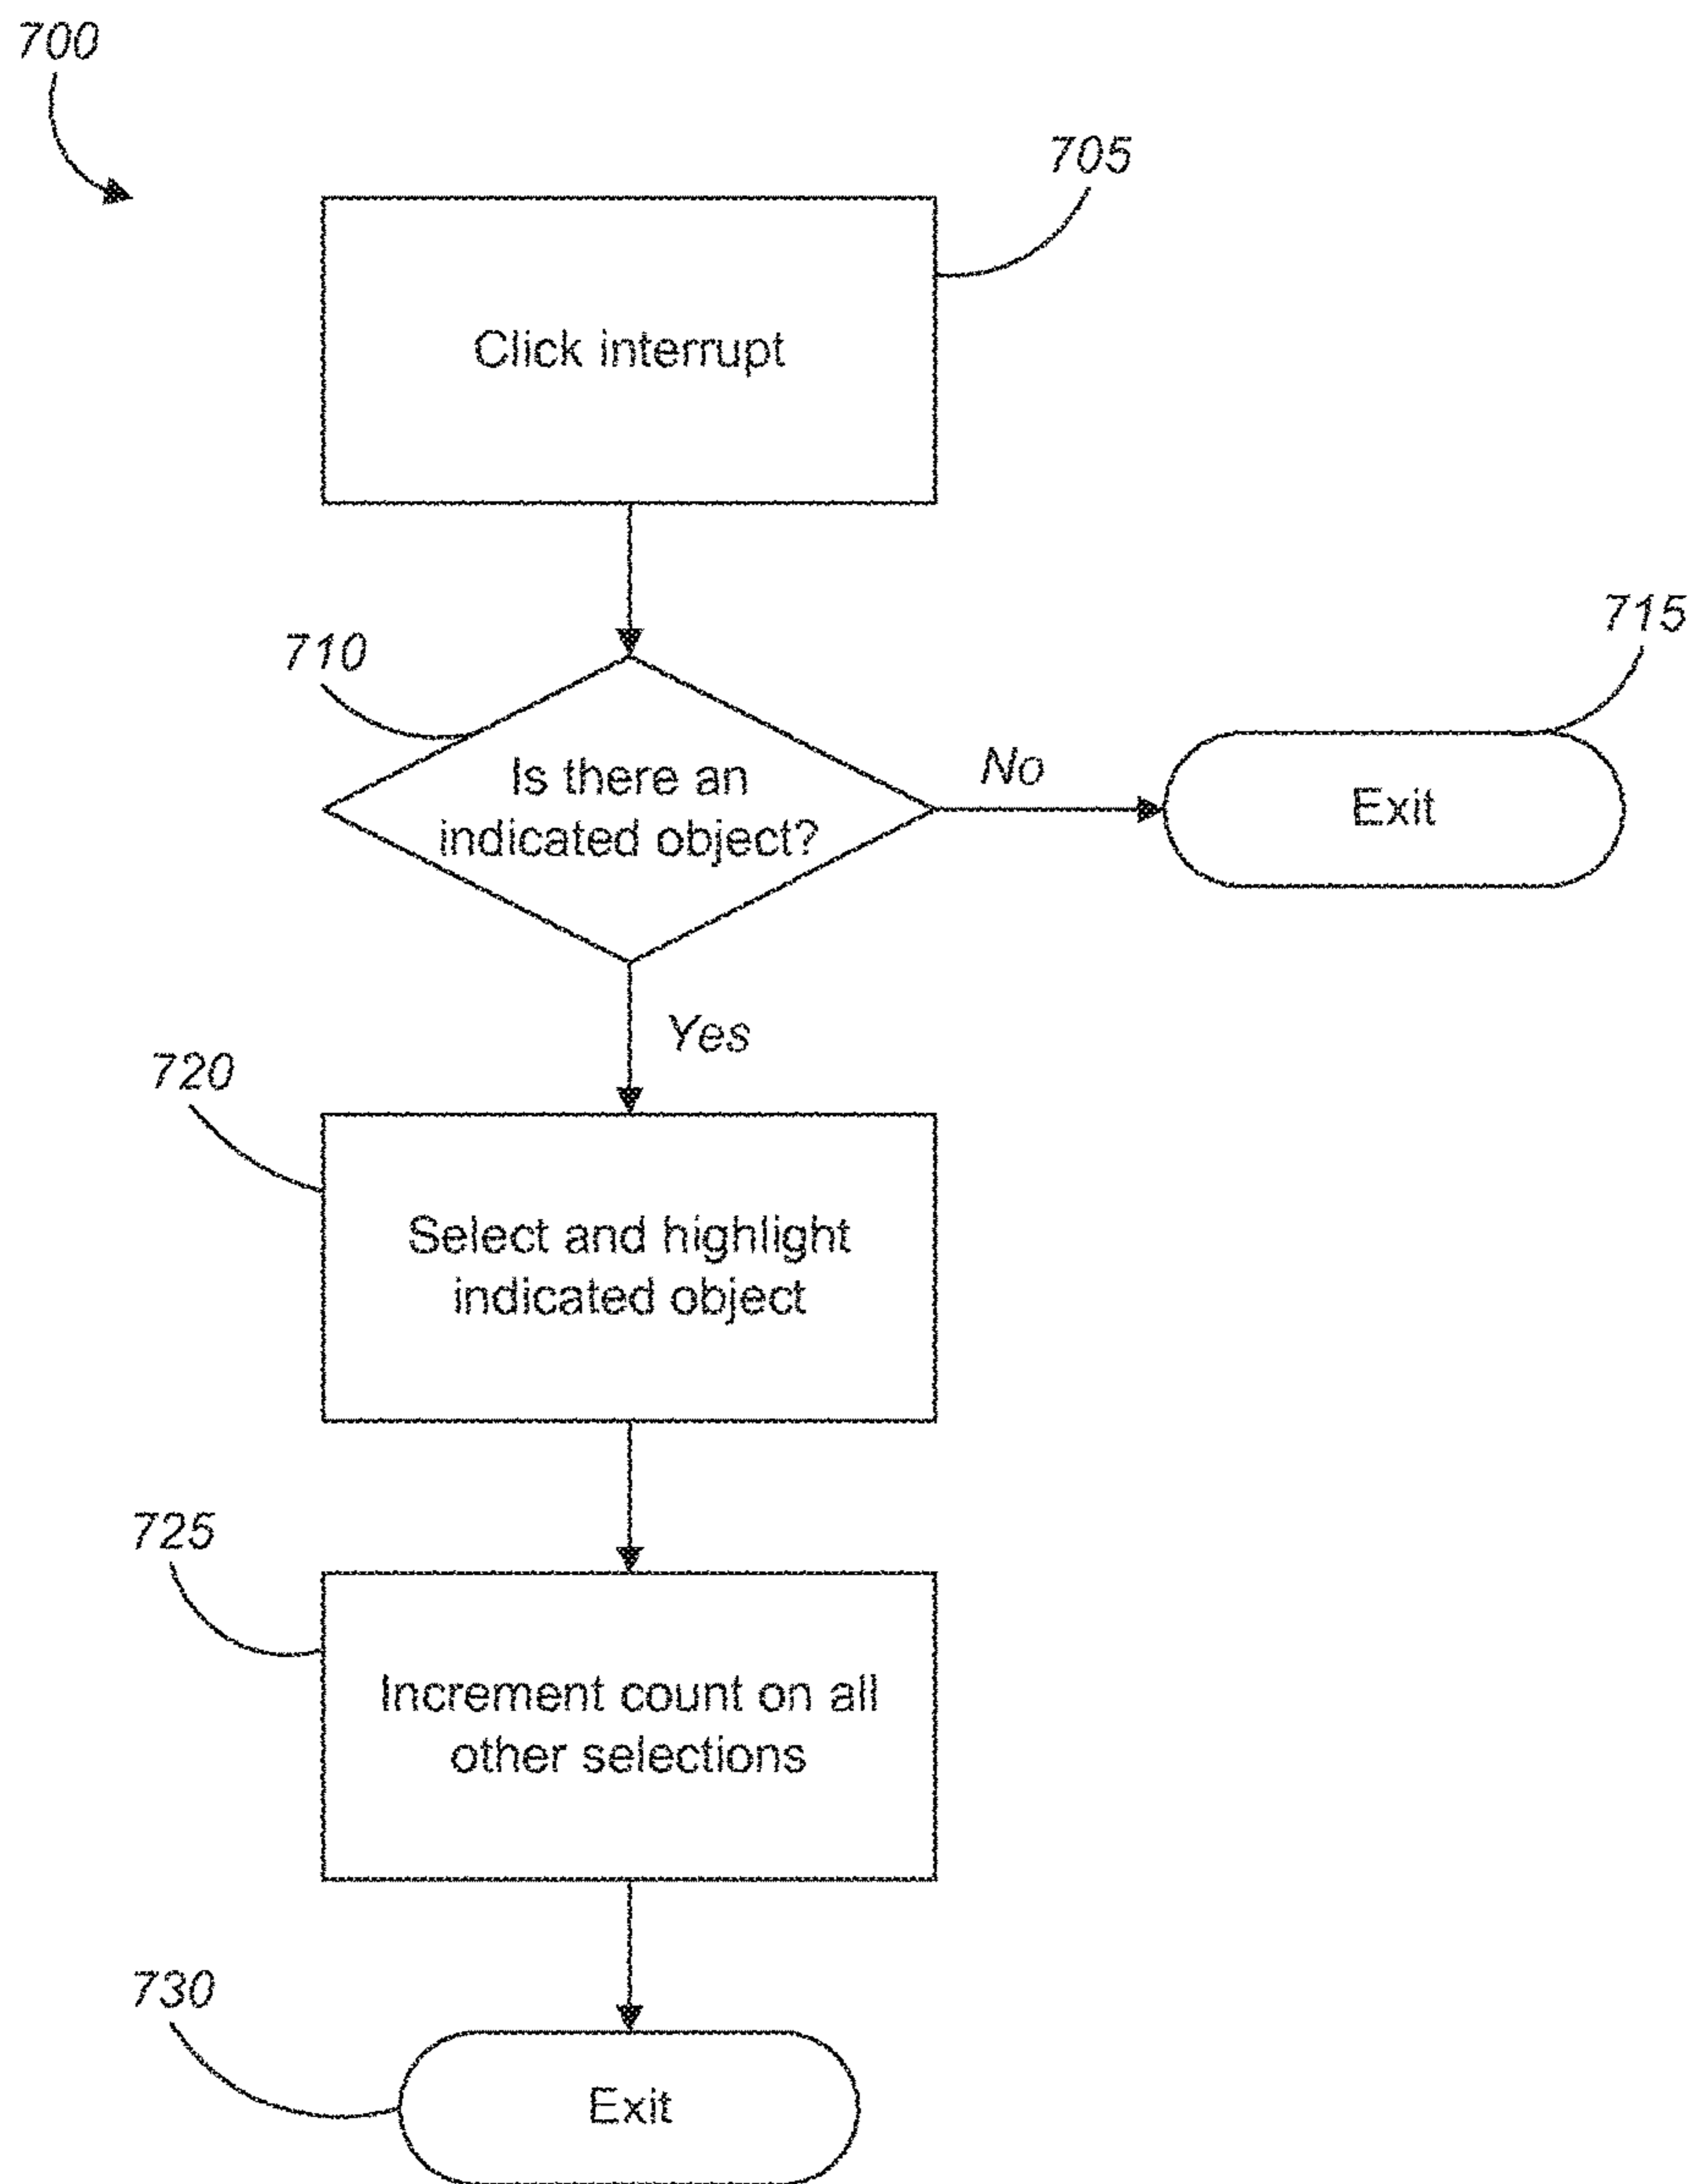 700
705
Click interrupt
710
715
Is there an
indicated object?
No
Exit
Yes
720
Select and highlight
indicated object
725
Increment count on all
other selections
730
Exit